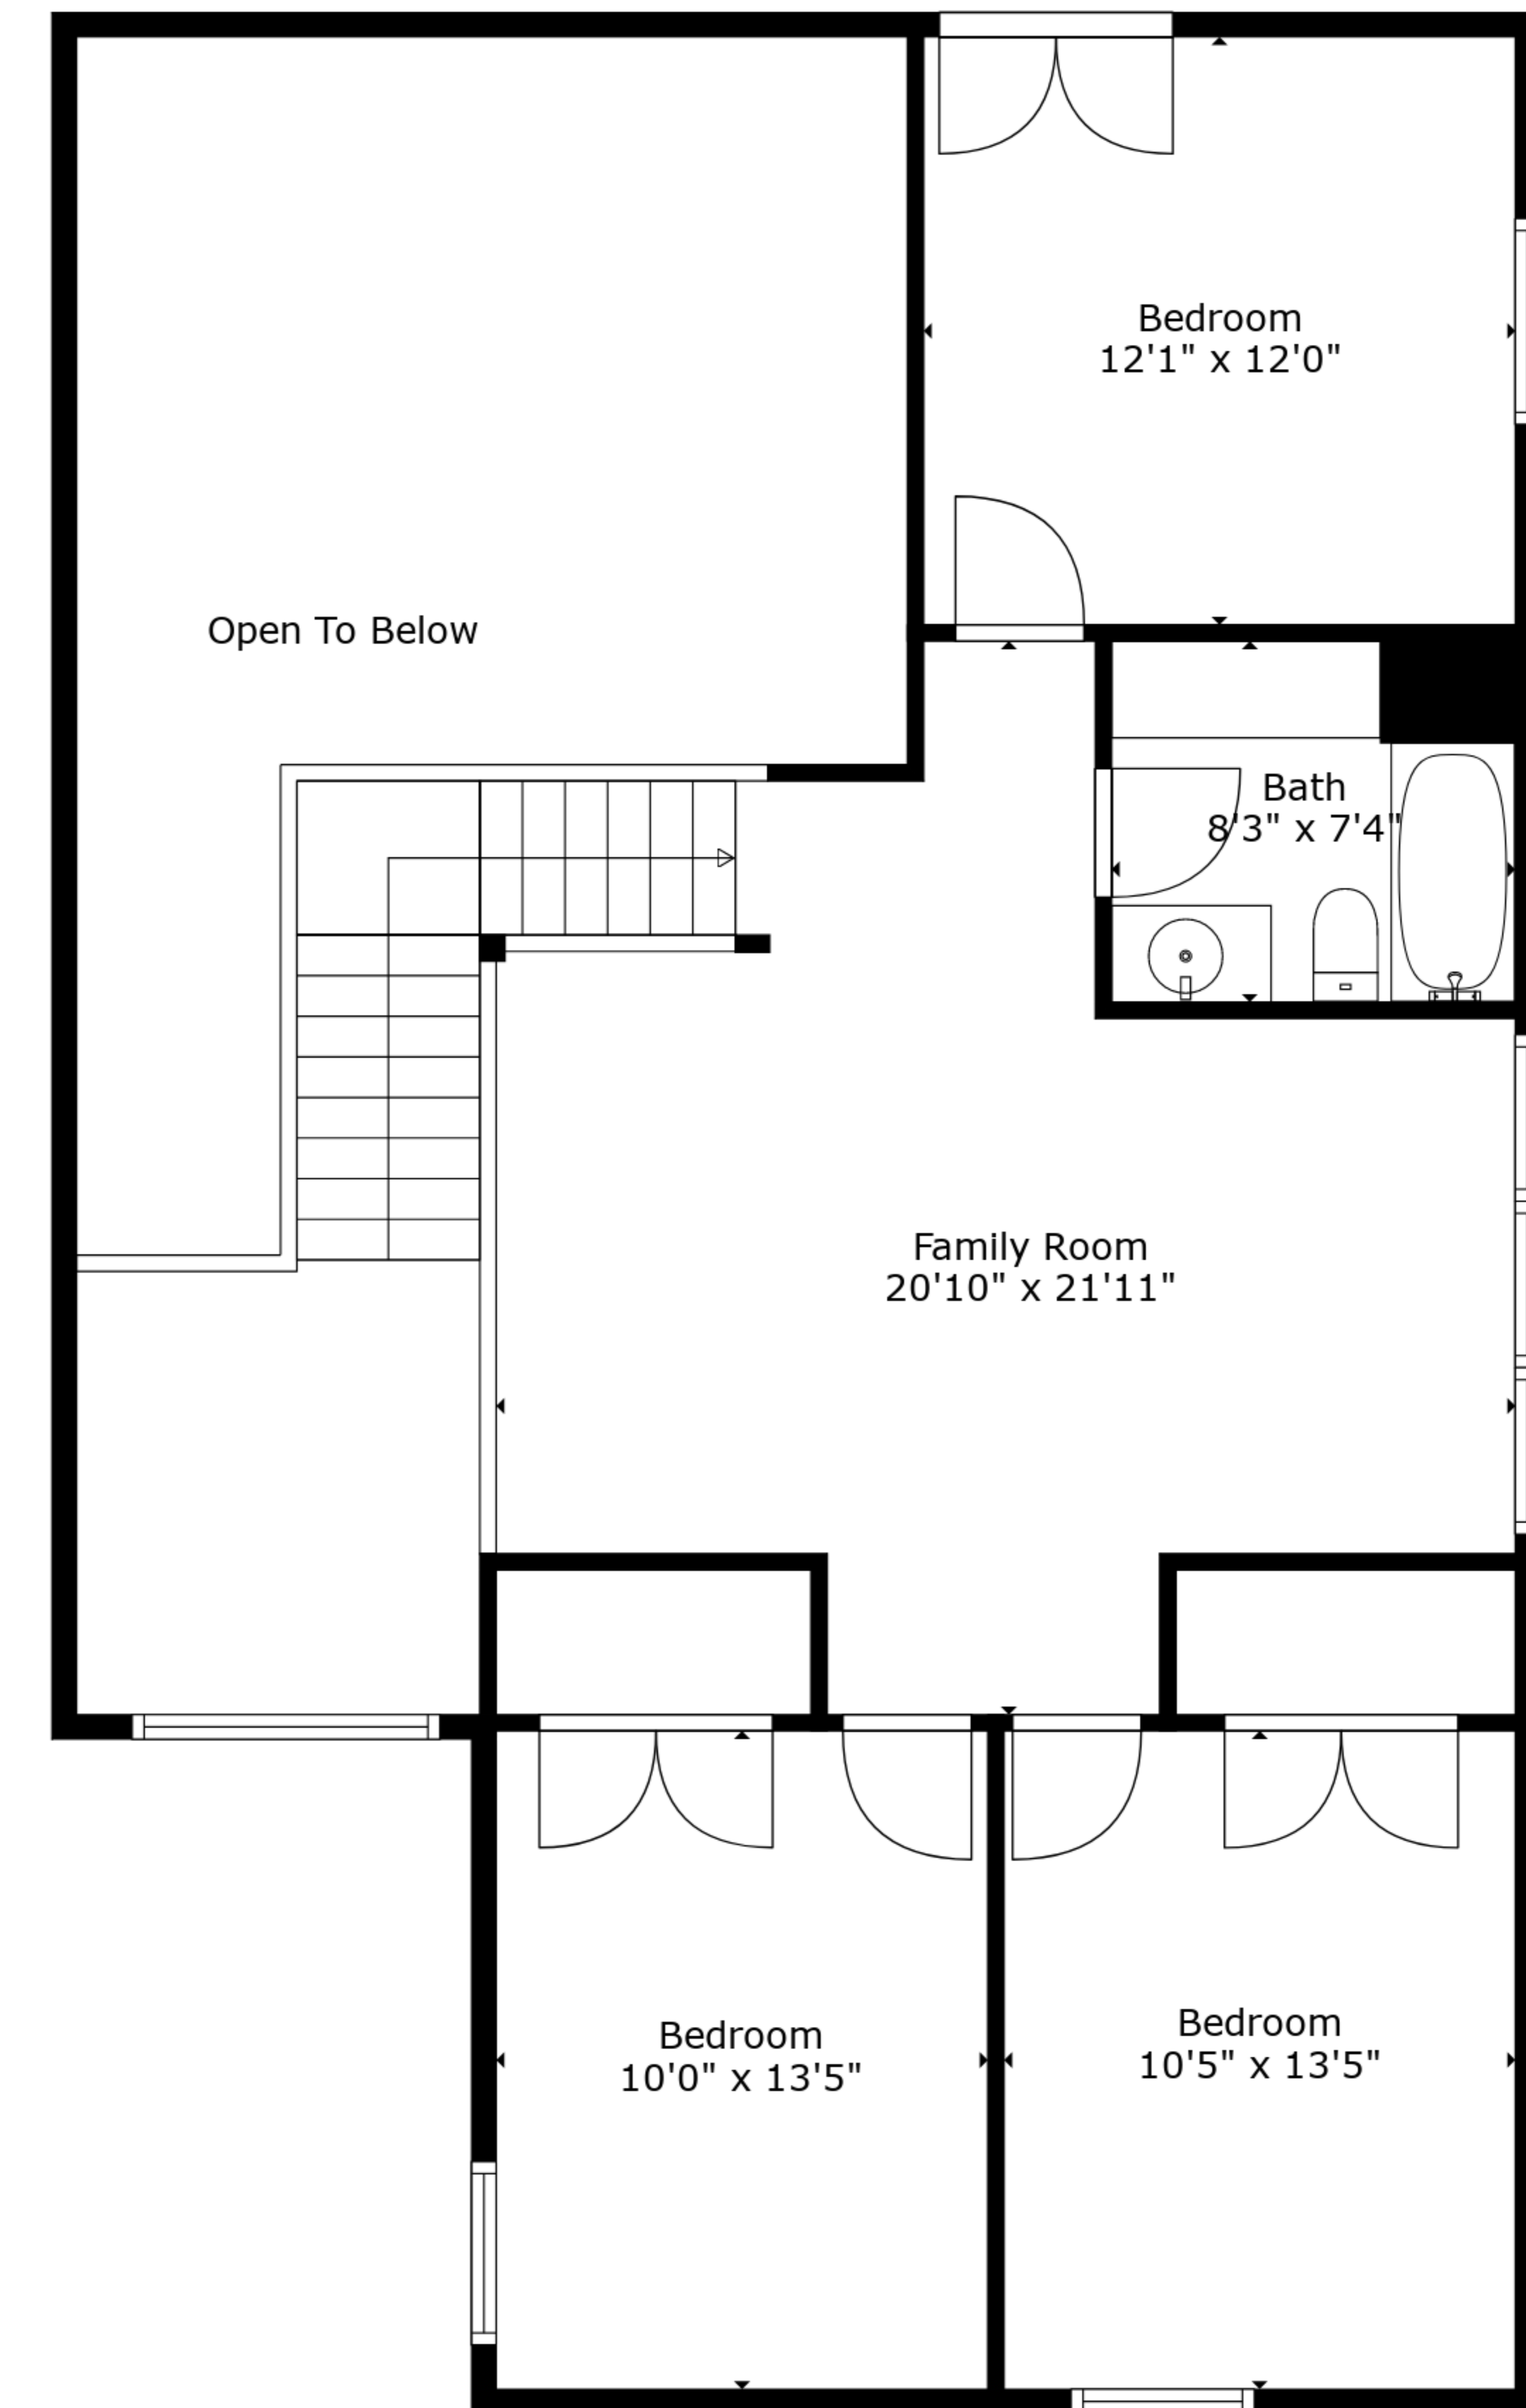 Bedroom
12'1" x 12'0"
Open To Below
Bath
8'3" x 7'4"
Family Room
20'10" x 21'11"
Bedroom
10'0" x 13'5"
Bedroom
10'5" x 13'5"